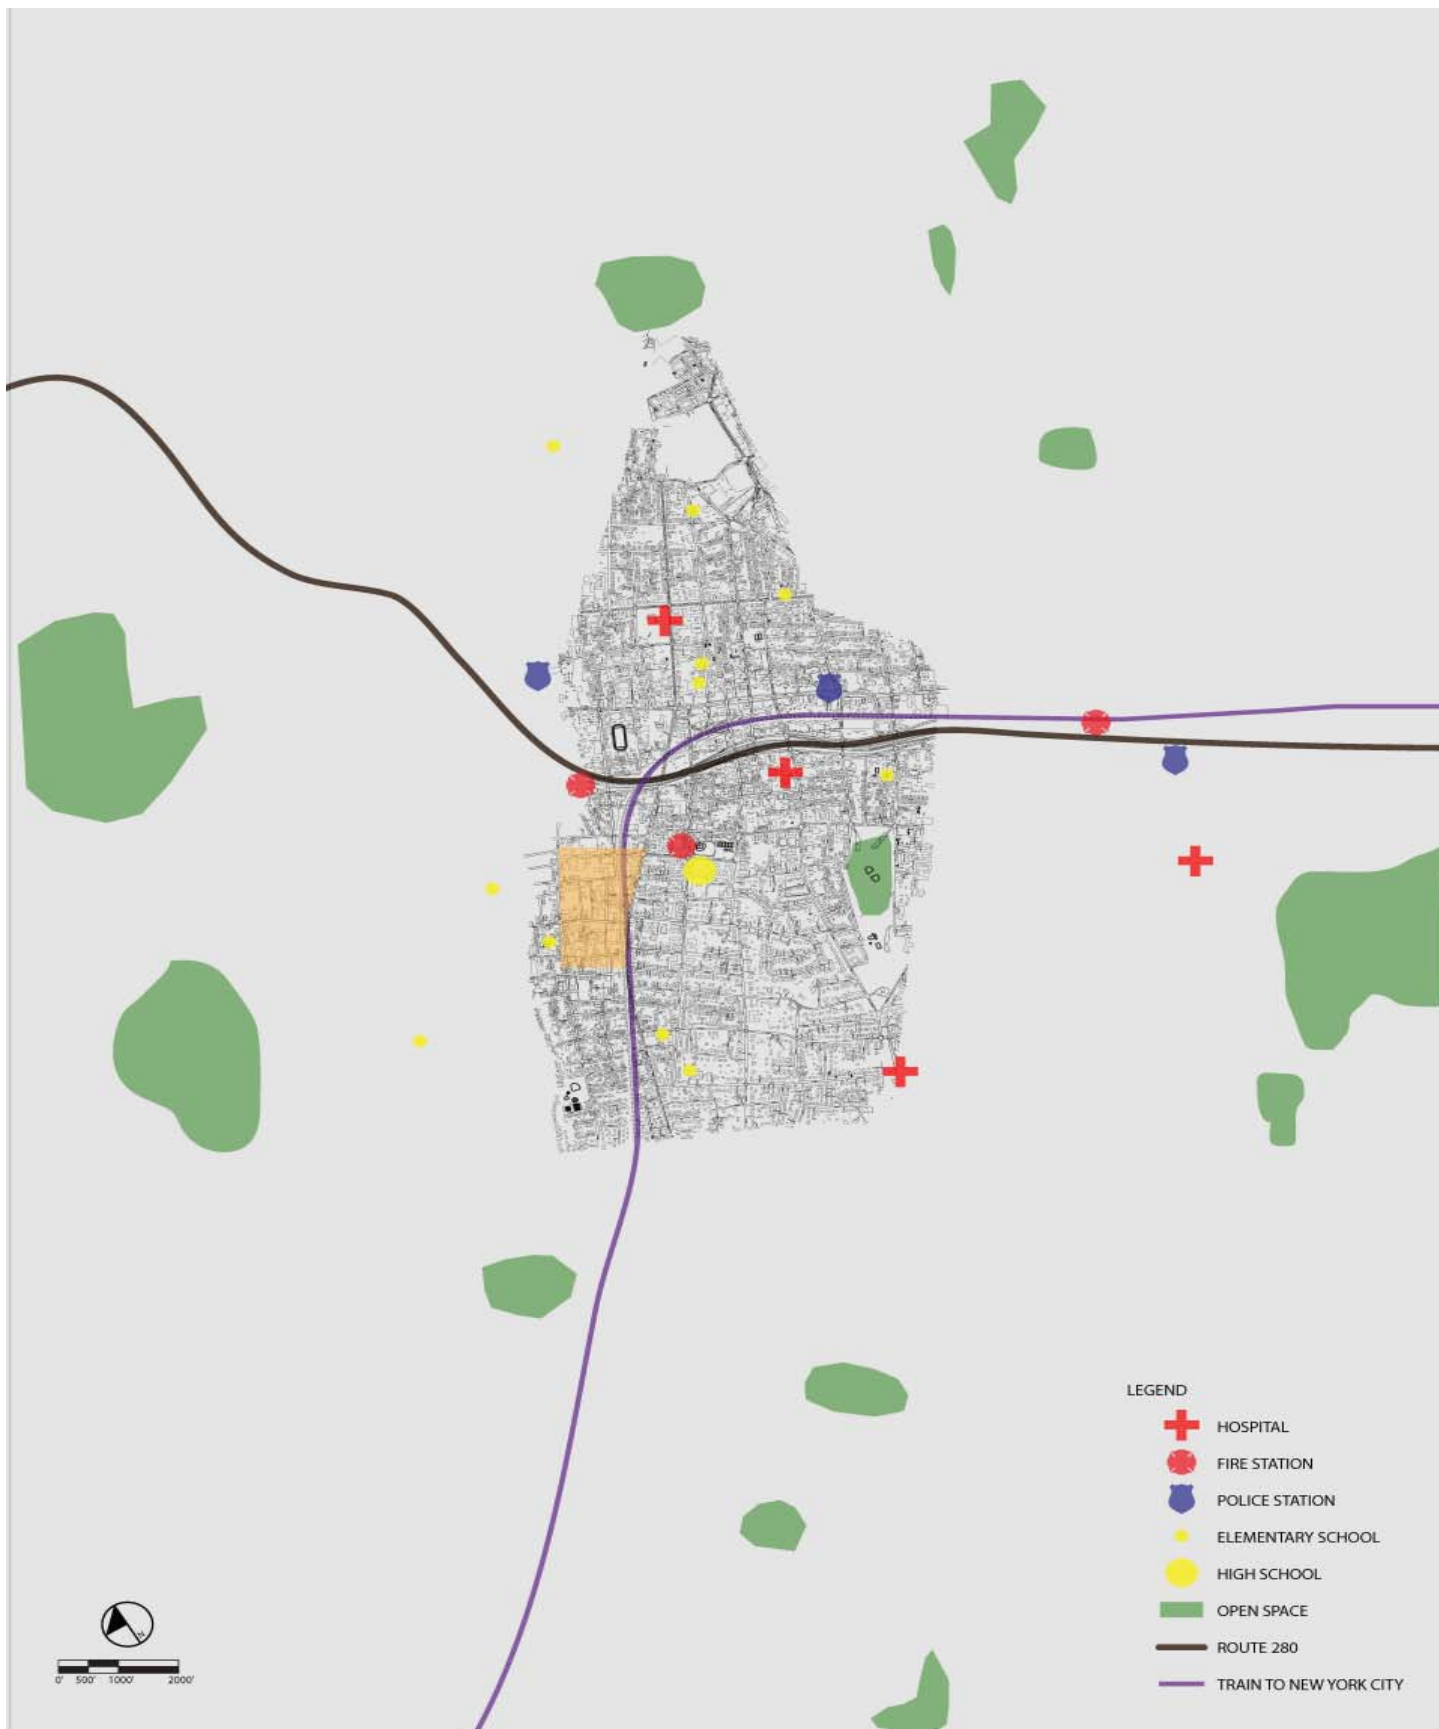 LEGEND
HOSPITAL
FIRE STATION
POLICE STATION
ELEMENTARY SCHOOL
HIGH SCHOOL
OPEN SPACE
ROUTE 280
TRAIN TO NEW YORK CITY
N
0' 500' 1000' 2000'